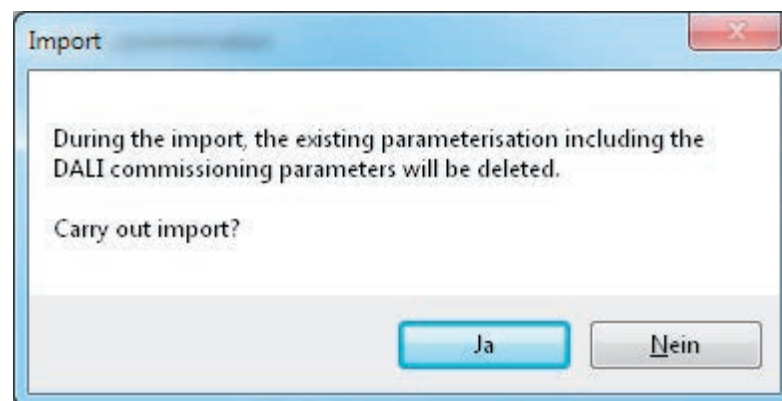 Import
During the import, the existing parameterisation including the
DALI commissioning parameters will be deleted.
Carry out import?
Ja
Nein